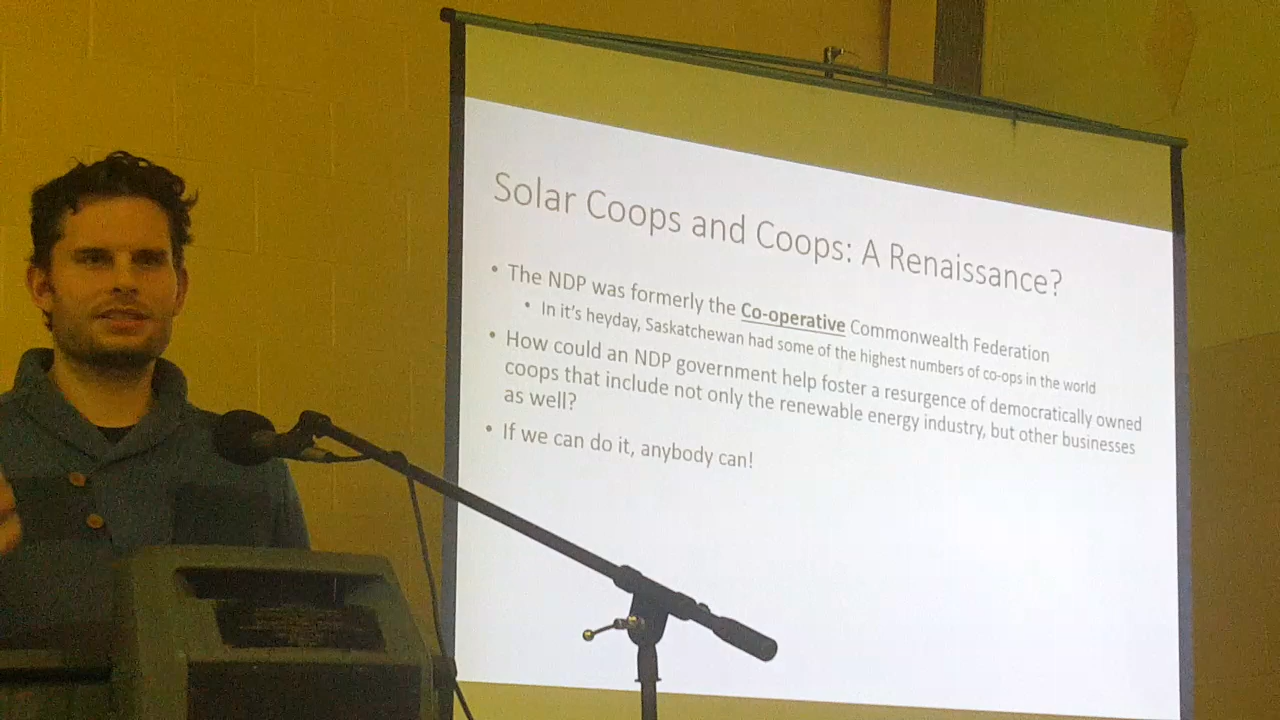 Solar Coops and Coops: A Renaissance?
• The NDP was formerly the Co-operative Commonwealth Federation
• In it's heyday, Saskatchewan had some of the highest numbers of co-ops in the world
• How could an NDP government help foster a resurgence of democratically owned
coops that include not only the renewable energy industry, but other businesses
as well?
• If we can do it, anybody can!